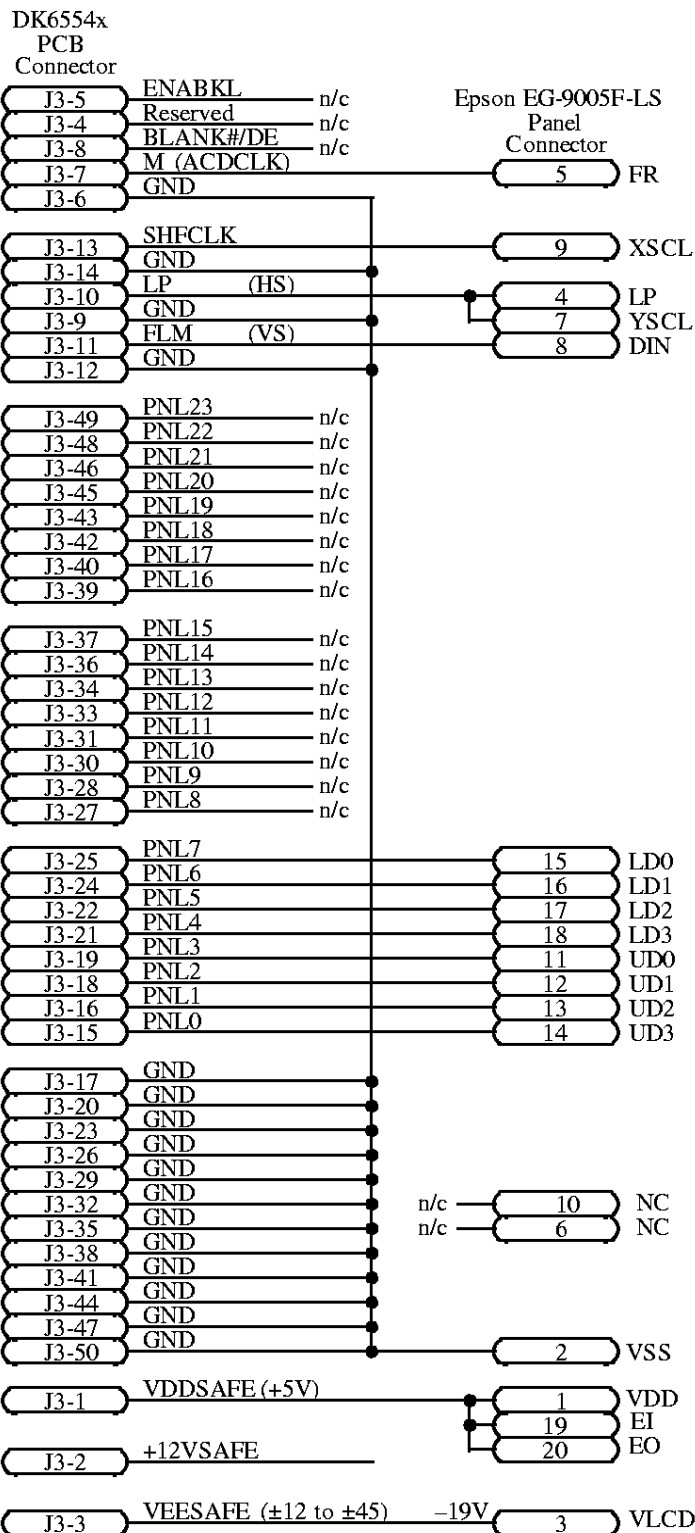 DK6554x
PCB
Connector
Epson EG-9005F-LS
Panel
Connector
J3-5 ENABKL n/c
J3-4 Reserved n/c
J3-8 BLANK#/DE n/c
J3-7 M (ACDCLK) 5 FR
J3-6 GND
J3-13 SHFCLK 9 XSCL
J3-14 GND
J3-10 LP (HS) 4 LP
J3-9 GND 7 YSCL
J3-11 FLM (VS) 8 DIN
J3-12 GND
J3-49 PNL23 n/c
J3-48 PNL22 n/c
J3-46 PNL21 n/c
J3-45 PNL20 n/c
J3-43 PNL19 n/c
J3-42 PNL18 n/c
J3-40 PNL17 n/c
J3-39 PNL16 n/c
J3-37 PNL15 n/c
J3-36 PNL14 n/c
J3-34 PNL13 n/c
J3-33 PNL12 n/c
J3-31 PNL11 n/c
J3-30 PNL10 n/c
J3-28 PNL9 n/c
J3-27 PNL8 n/c
J3-25 PNL7 15 LD0
J3-24 PNL6 16 LD1
J3-22 PNL5 17 LD2
J3-21 PNL4 18 LD3
J3-19 PNL3 11 UD0
J3-18 PNL2 12 UD1
J3-16 PNL1 13 UD2
J3-15 PNL0 14 UD3
J3-17 GND
J3-20 GND
J3-23 GND
J3-26 GND
J3-29 GND
J3-32 GND n/c 10 NC
J3-35 GND n/c 6 NC
J3-38 GND
J3-41 GND
J3-44 GND
J3-47 GND
J3-50 GND 2 VSS
J3-1 VDDSAFE (+5V) 1 VDD
19 EI
20 EO
J3-2 +12VSAFE
J3-3 VEESAFE (±12 to ±45) –19V 3 VLCD